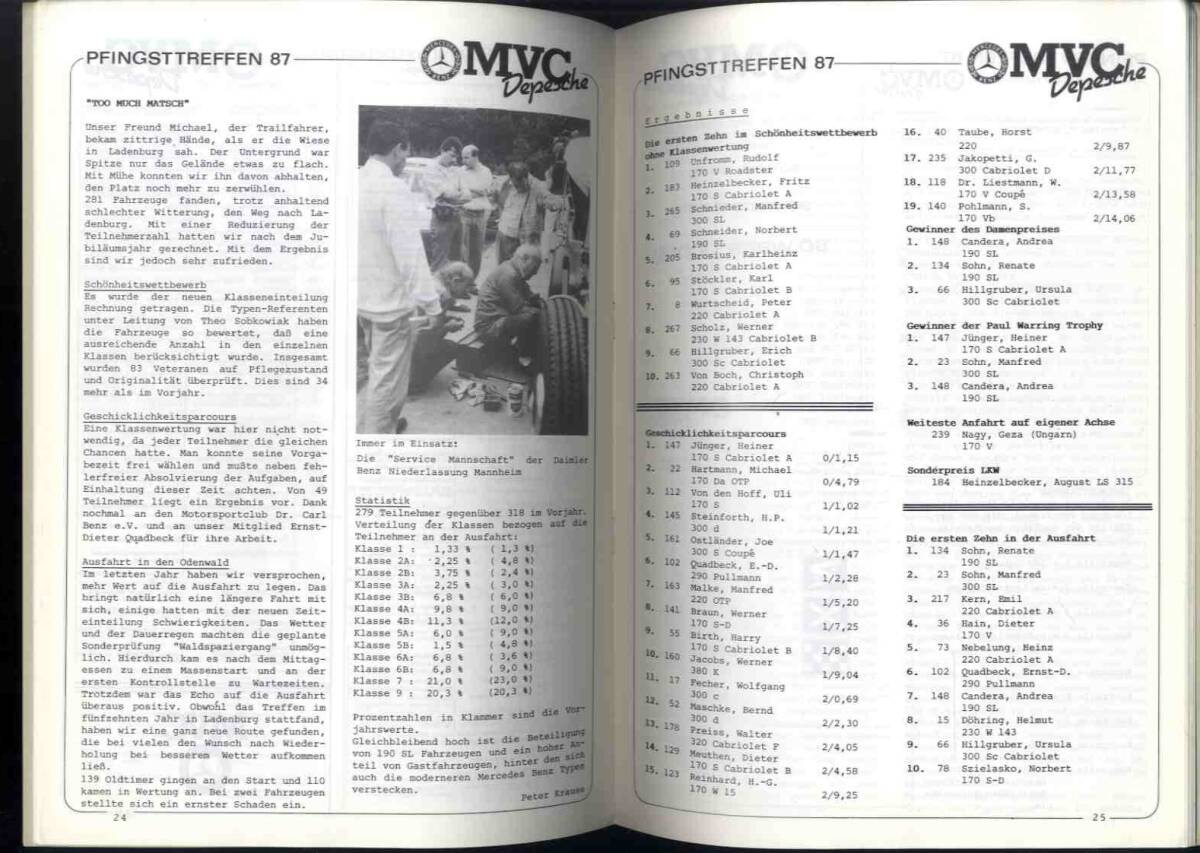 PFINGSTTREFFEN 87
MERCEDES BENZ
MVC
Depesche
"TOO MUCH MATSCH"
Unser Freund Michael, der Trailfahrer,
bekam zittrige Hände, als er die Wiese
in Ladenburg sah. Der Untergrund war
Spitze nur das Gelände etwas zu flach.
Mit Mühe konnten wir ihn davon abhalten,
den Platz noch mehr zu zerwühlen.
281 Fahrzeuge fanden, trotz anhaltend
schlechter Witterung, den Weg nach La-
denburg. Mit einer Reduzierung der
Teilnehmerzahl hatten wir nach dem Ju-
biläumsjahr gerechnet. Mit dem Ergebnis
sind wir jedoch sehr zufrieden.
Schönheitswettbewerb
Es wurde der neuen Klasseneinteilung
Rechnung getragen. Die Typen-Referenten
unter Leitung von Theo Sobkowiak haben
die Fahrzeuge so bewertet, daß eine
ausreichende Anzahl in den einzelnen
Klassen berücksichtigt wurde. Insgesamt
wurden 83 Veteranen auf Pflegezustand
und Originalität überprüft. Dies sind 34
mehr als im Vorjahr.
Geschicklichkeitsparcours
Eine Klassenwertung war hier nicht not-
wendig, da jeder Teilnehmer die gleichen
Chancen hatte. Man konnte seine Vorga-
bezeit frei wählen und mußte neben feh-
lerfreier Absolvierung der Aufgaben, auf
Einhaltung dieser Zeit achten. Von 49
Teilnehmer liegt ein Ergebnis vor. Dank
nochmal an den Motorsportclub Dr. Carl
Benz e.V. und an unser Mitglied Ernst-
Dieter Quadbeck für ihre Arbeit.
Ausfahrt in den Odenwald
Im letzten Jahr haben wir versprochen,
mehr Wert auf die Ausfahrt zu legen. Das
bringt natürlich eine längere Fahrt mit
sich, einige hatten mit der neuen Zeit-
einteilung Schwierigkeiten. Das Wetter
und der Dauerregen machten die geplante
Sonderprüfung "Waldspaziergang" unmög-
lich. Hierdurch kam es nach dem Mittag-
essen zu einem Massenstart und an der
ersten Kontrollstelle zu Wartezeiten.
Trotzdem war das Echo auf die Ausfahrt
überaus positiv. Obwohl das Treffen im
fünfzehnten Jahr in Ladenburg stattfand,
haben wir eine ganz neue Route gefunden,
die bei vielen den Wunsch nach Wieder-
holung bei besserem Wetter aufkommen
ließ.
139 Oldtimer gingen an den Start und 110
kamen in Wertung an. Bei zwei Fahrzeugen
stellte sich ein ernster Schaden ein.
24
Immer im Einsatz:
Die "Service Mannschaft" der Daimler
Benz Niederlassung Mannheim
Statistik
279 Teilnehmer gegenüber 318 im Vorjahr.
Verteilung der Klassen bezogen auf die
Teilnehmer an der Ausfahrt:
Klasse 1 : 1,33 % ( 1,3 %)
Klasse 2A: 2,25 % ( 4,8 %)
Klasse 2B: 3,75 % ( 2,4 %)
Klasse 3A: 2,25 % ( 3,0 %)
Klasse 3B: 6,8 % ( 6,0 %)
Klasse 4A: 9,8 % ( 9,0 %)
Klasse 4B: 11,3 % (12,0 %)
Klasse 5A: 6,0 % ( 9,0 %)
Klasse 5B: 1,5 % ( 4,8 %)
Klasse 6A: 6,8 % ( 3,6 %)
Klasse 6B: 6,8 % ( 9,0 %)
Klasse 7 : 21,0 % (23,0 %)
Klasse 9 : 20,3 % (20,3 %)
Prozentzahlen in Klammer sind die Vor-
jahrswerte.
Gleichbleibend hoch ist die Beteiligung
von 190 SL Fahrzeugen und ein hoher An-
teil von Gastfahrzeugen, hinter den sich
auch die moderneren Mercedes Benz Typen
verstecken.
Peter Krause
PFINGSTTREFFEN 87
MERCEDES BENZ
MVC
Depesche
Ergebnisse
Die ersten Zehn im Schönheitswettbewerb
ohne Klassenwertung
1. 109 Unfromm, Rudolf
170 V Roadster
2. 183 Heinzelbecker, Fritz
170 S Cabriolet A
3. 265 Schnieder, Manfred
300 SL
4. 69 Schneider, Norbert
190 SL
5. 205 Brosius, Karlheinz
170 S Cabriolet A
6. 95 Stöckler, Karl
170 S Cabriolet B
7. 8 Wurtscheid, Peter
220 Cabriolet A
8. 267 Scholz, Werner
230 W 143 Cabriolet B
9. 66 Hillgruber, Erich
300 Sc Cabriolet
10. 263 Von Boch, Christoph
220 Cabriolet A
Geschicklichkeitsparcours
1. 147 Jünger, Heiner
170 S Cabriolet A 0/1,15
2. 22 Hartmann, Michael
170 Da OTP 0/4,79
3. 112 Von den Hoff, Uli
170 S 1/1,02
4. 145 Steinforth, H.P.
300 d 1/1,21
5. 161 Ostländer, Joe
300 S Coupé 1/1,47
6. 102 Quadbeck, E.-D.
290 Pullmann 1/2,28
7. 163 Malke, Manfred
220 OTP 1/5,20
8. 141 Braun, Werner
170 S-D 1/7,25
9. 55 Birth, Harry
170 S Cabriolet B 1/8,40
10. 160 Jacobs, Werner
380 K 1/9,04
11. 17 Fecher, Wolfgang
300 c 2/0,69
12. 52 Maschke, Bernd
300 d 2/2,30
13. 178 Preiss, Walter
320 Cabriolet F 2/4,05
14. 129 Meuthen, Dieter
170 S Cabriolet B 2/4,58
15. 123 Reinhard, H.-G.
170 W 15 2/9,25
16. 40 Taube, Horst
220 2/9,87
17. 235 Jakopetti, G.
300 Cabriolet D 2/11,77
18. 118 Dr. Liestmann, W.
170 V Coupé 2/13,58
19. 140 Pohlmann, S.
170 Vb 2/14,06
Gewinner des Damenpreises
1. 148 Candera, Andrea
190 SL
2. 134 Sohn, Renate
190 SL
3. 66 Hillgruber, Ursula
300 Sc Cabriolet
Gewinner der Paul Warring Trophy
1. 147 Jünger, Heiner
170 S Cabriolet A
2. 23 Sohn, Manfred
300 SL
3. 148 Candera, Andrea
190 SL
Weiteste Anfahrt auf eigener Achse
239 Nagy, Geza (Ungarn)
170 V
Sonderpreis LKW
184 Heinzelbecker, August LS 315
Die ersten Zehn in der Ausfahrt
1. 134 Sohn, Renate
190 SL
2. 23 Sohn, Manfred
300 SL
3. 217 Kern, Emil
220 Cabriolet A
4. 36 Hain, Dieter
170 V
5. 73 Nebelung, Heinz
220 Cabriolet A
6. 102 Quadbeck, Ernst-D.
290 Pullmann
7. 148 Candera, Andrea
190 SL
8. 15 Döhring, Helmut
230 W 143
9. 66 Hillgruber, Ursula
300 Sc Cabriolet
10. 78 Szielasko, Norbert
170 S-D
25